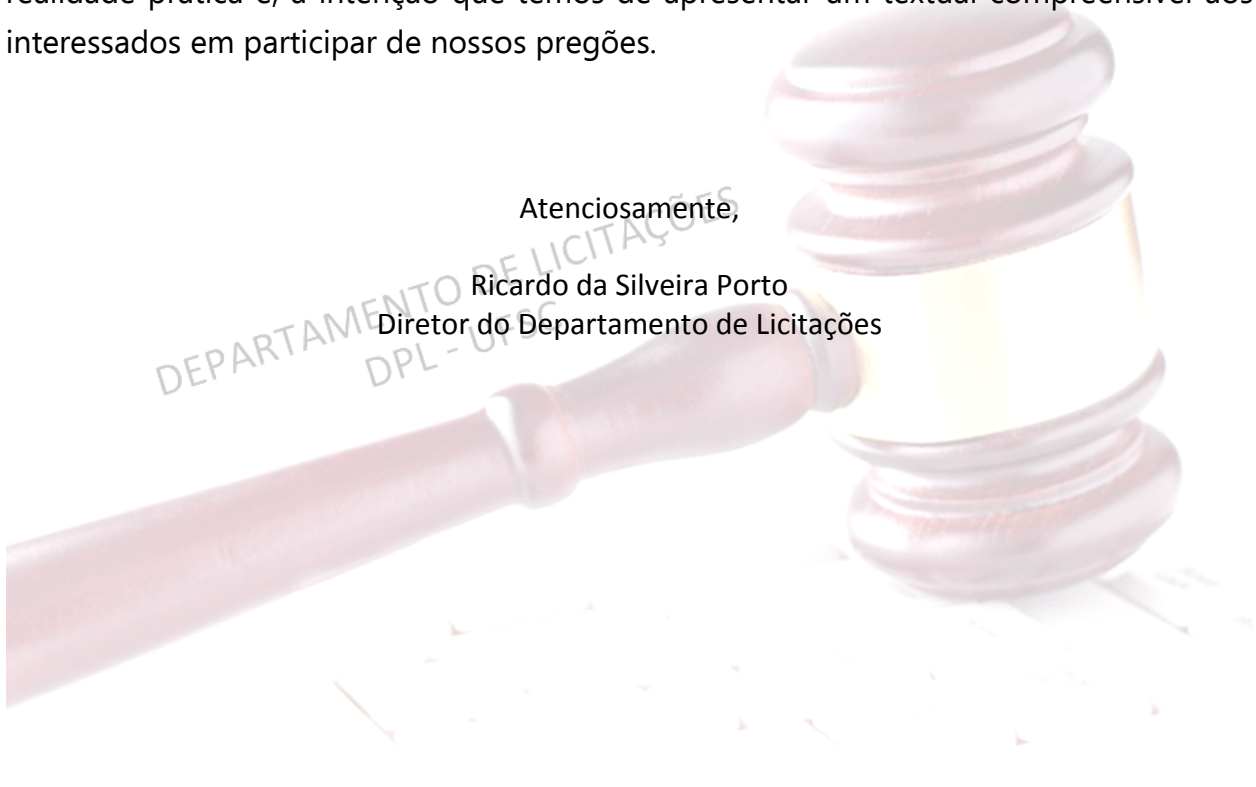 realidade prática e, a intenção que temos de apresentar um textual compreensível aos
interessados em participar de nossos pregões.
Atenciosamente,
Ricardo da Silveira Porto
Diretor do Departamento de Licitações
DEPARTAMENTO DE LICITAÇÕES
DPL - UFSC